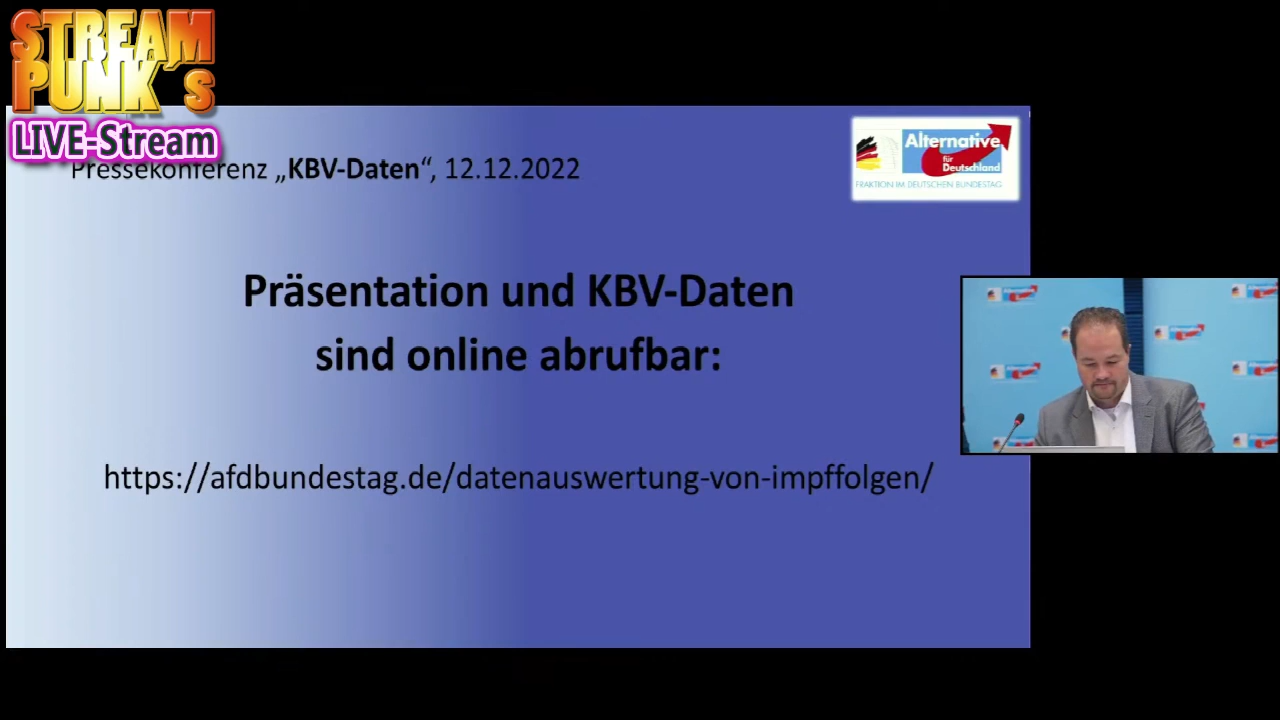 STREAM
PUNK´s
LIVE-Stream
Pressekonferenz „KBV-Daten“, 12.12.2022
Alternative
für
Deutschland
FRAKTION IM DEUTSCHEN BUNDESTAG
Präsentation und KBV-Daten
sind online abrufbar:
https://afdbundestag.de/datenauswertung-von-impffolgen/